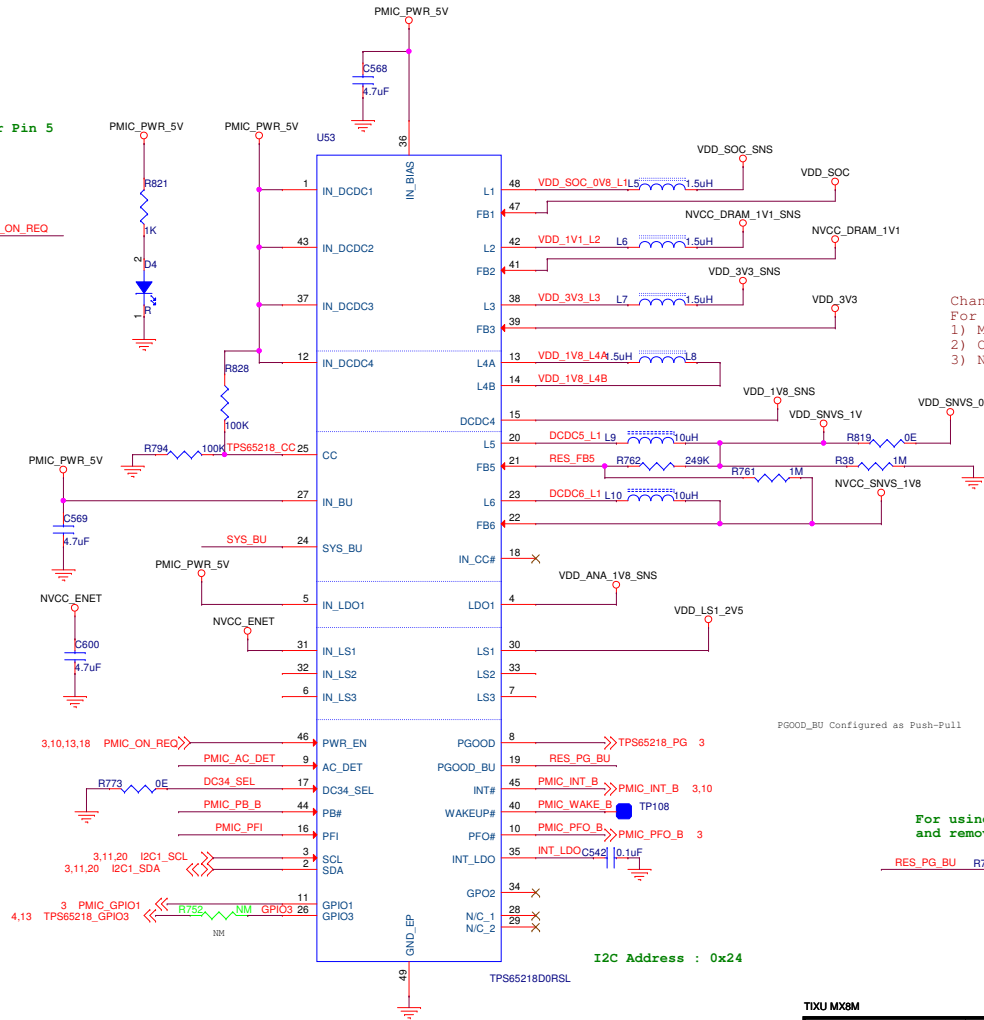 PMIC_PWR_5V
C568
4.7uF
r Pin 5
PMIC_PWR_5V
PMIC_PWR_5V
U53
36
IN_BIAS
R821
1K
ON_REQ
2
D4
R
1
1 IN_DCDC1
43 IN_DCDC2
37 IN_DCDC3
12 IN_DCDC4
R828
100K
R794 100K TPS65218_CC 25 CC
PMIC_PWR_5V
27 IN_BU
C569
4.7uF
SYS_BU 24 SYS_BU
PMIC_PWR_5V
5 IN_LDO1
NVCC_ENET
NVCC_ENET
C600
4.7uF
31 IN_LS1
32 IN_LS2
6 IN_LS3
3,10,13,18 PMIC_ON_REQ 46 PWR_EN
PMIC_AC_DET 9 AC_DET
R773 0E DC34_SEL 17 DC34_SEL
PMIC_PB_B 44 PB#
PMIC_PFI 16 PFI
3,11,20 I2C1_SCL 3 SCL
3,11,20 I2C1_SDA 2 SDA
3 PMIC_GPIO1 11 GPIO1
4,13 TPS65218_GPIO3 R752 NM GPIO3 26 GPIO3
NM
L1 48 VDD_SOC_0V8_L1 L5 1.5uH VDD_SOC_SNS
FB1 47 VDD_SOC
L2 42 VDD_1V1_L2 L6 1.5uH NVCC_DRAM_1V1_SNS
FB2 41 NVCC_DRAM_1V1
L3 38 VDD_3V3_L3 L7 1.5uH VDD_3V3_SNS
FB3 39 VDD_3V3
L4A 13 VDD_1V8_L4A 1.5uH L8
L4B 14 VDD_1V8_L4B
DCDC4 15 VDD_1V8_SNS
VDD_SNVS_1V
VDD_SNVS_0
L5 20 DCDC5_L1 L9 10uH R819 0E
FB5 21 RES_FB5 R762 249K R38 1M
R761 1M
NVCC_SNVS_1V8
L6 23 DCDC6_L1 L10 10uH
FB6 22
IN_CC# 18
VDD_ANA_1V8_SNS
LDO1 4
VDD_LS1_2V5
LS1 30
LS2 33
LS3 7
PGOOD 8 TPS65218_PG 3
PGOOD_BU 19 RES_PG_BU
INT# 45 PMIC_INT_B PMIC_INT_B 3,10
WAKEUP# 40 PMIC_WAKE_B TP108
PFO# 10 PMIC_PFO_B PMIC_PFO_B 3
INT_LDO 35 INT_LDO C542 0.1uF
GPO2 34
N/C_1 28
N/C_2 29
GND_EP
49
TPS65218D0RSL
I2C Address : 0x24
Chan
For
1) M
2)
3) N
PGOOD_BU Configured as Push-Pull
For using
and remov
RES_PG_BU R7
TIXU MX8M